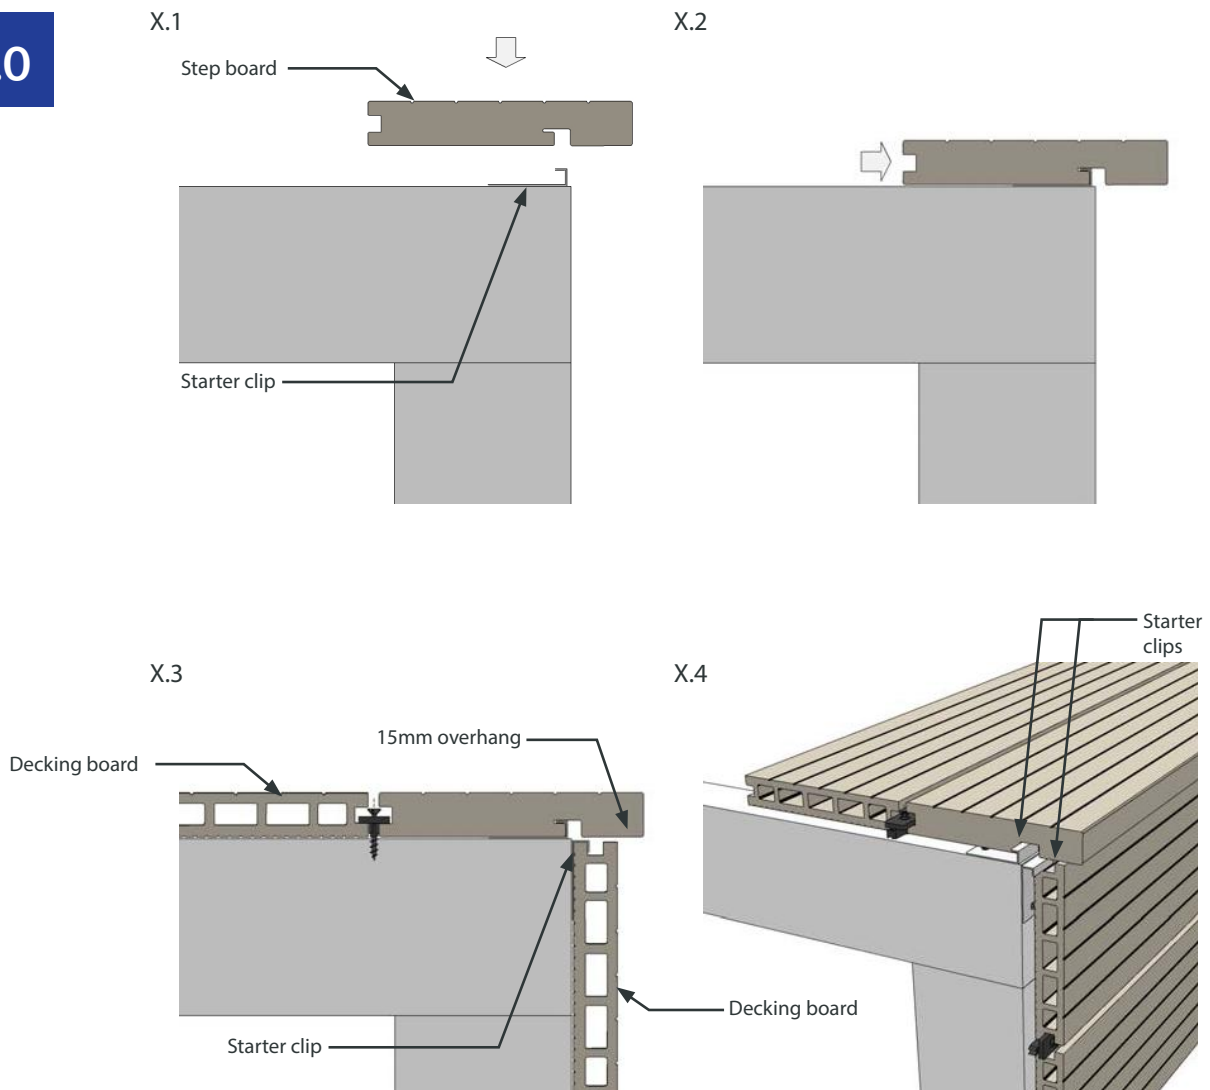 .0
X.1
X.2
Step board
Starter clip
X.3
X.4
Starter
clips
15mm overhang
Decking board
Decking board
Starter clip